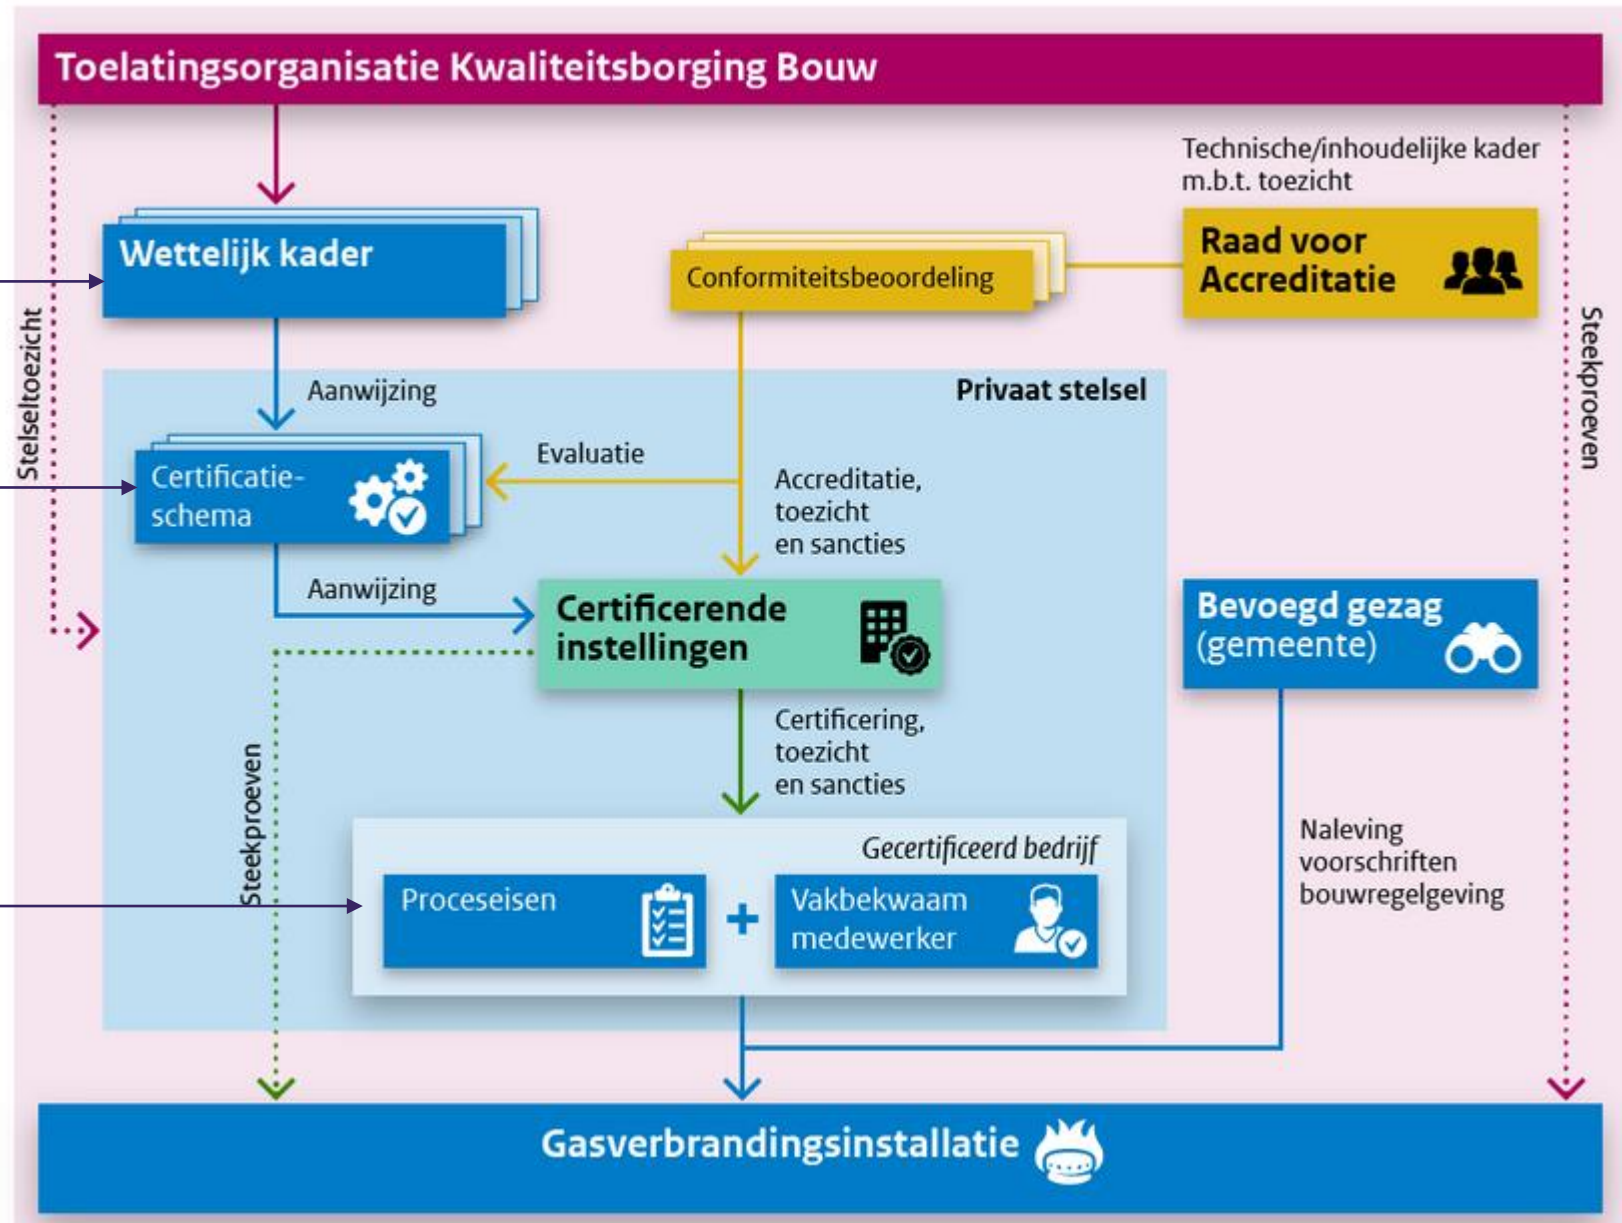 Toelatingsorganisatie Kwaliteitsborging Bouw
Technische/inhoudelijke kader
m.b.t. toezicht
Wettelijk kader
Conformiteitsbeoordeling
Raad voor
Accreditatie
Stelseltoezicht
Steekproeven
Aanwijzing
Privaat stelsel
Certificatie-
schema
Evaluatie
Accreditatie,
toezicht
en sancties
Aanwijzing
Certificerende
instellingen
Bevoegd gezag
(gemeente)
Steekproeven
Certificering,
toezicht
en sancties
Naleving
voorschriften
bouwregelgeving
Gecertificeerd bedrijf
Proceseisen
+
Vakbekwaam
medewerker
Gasverbrandingsinstallatie